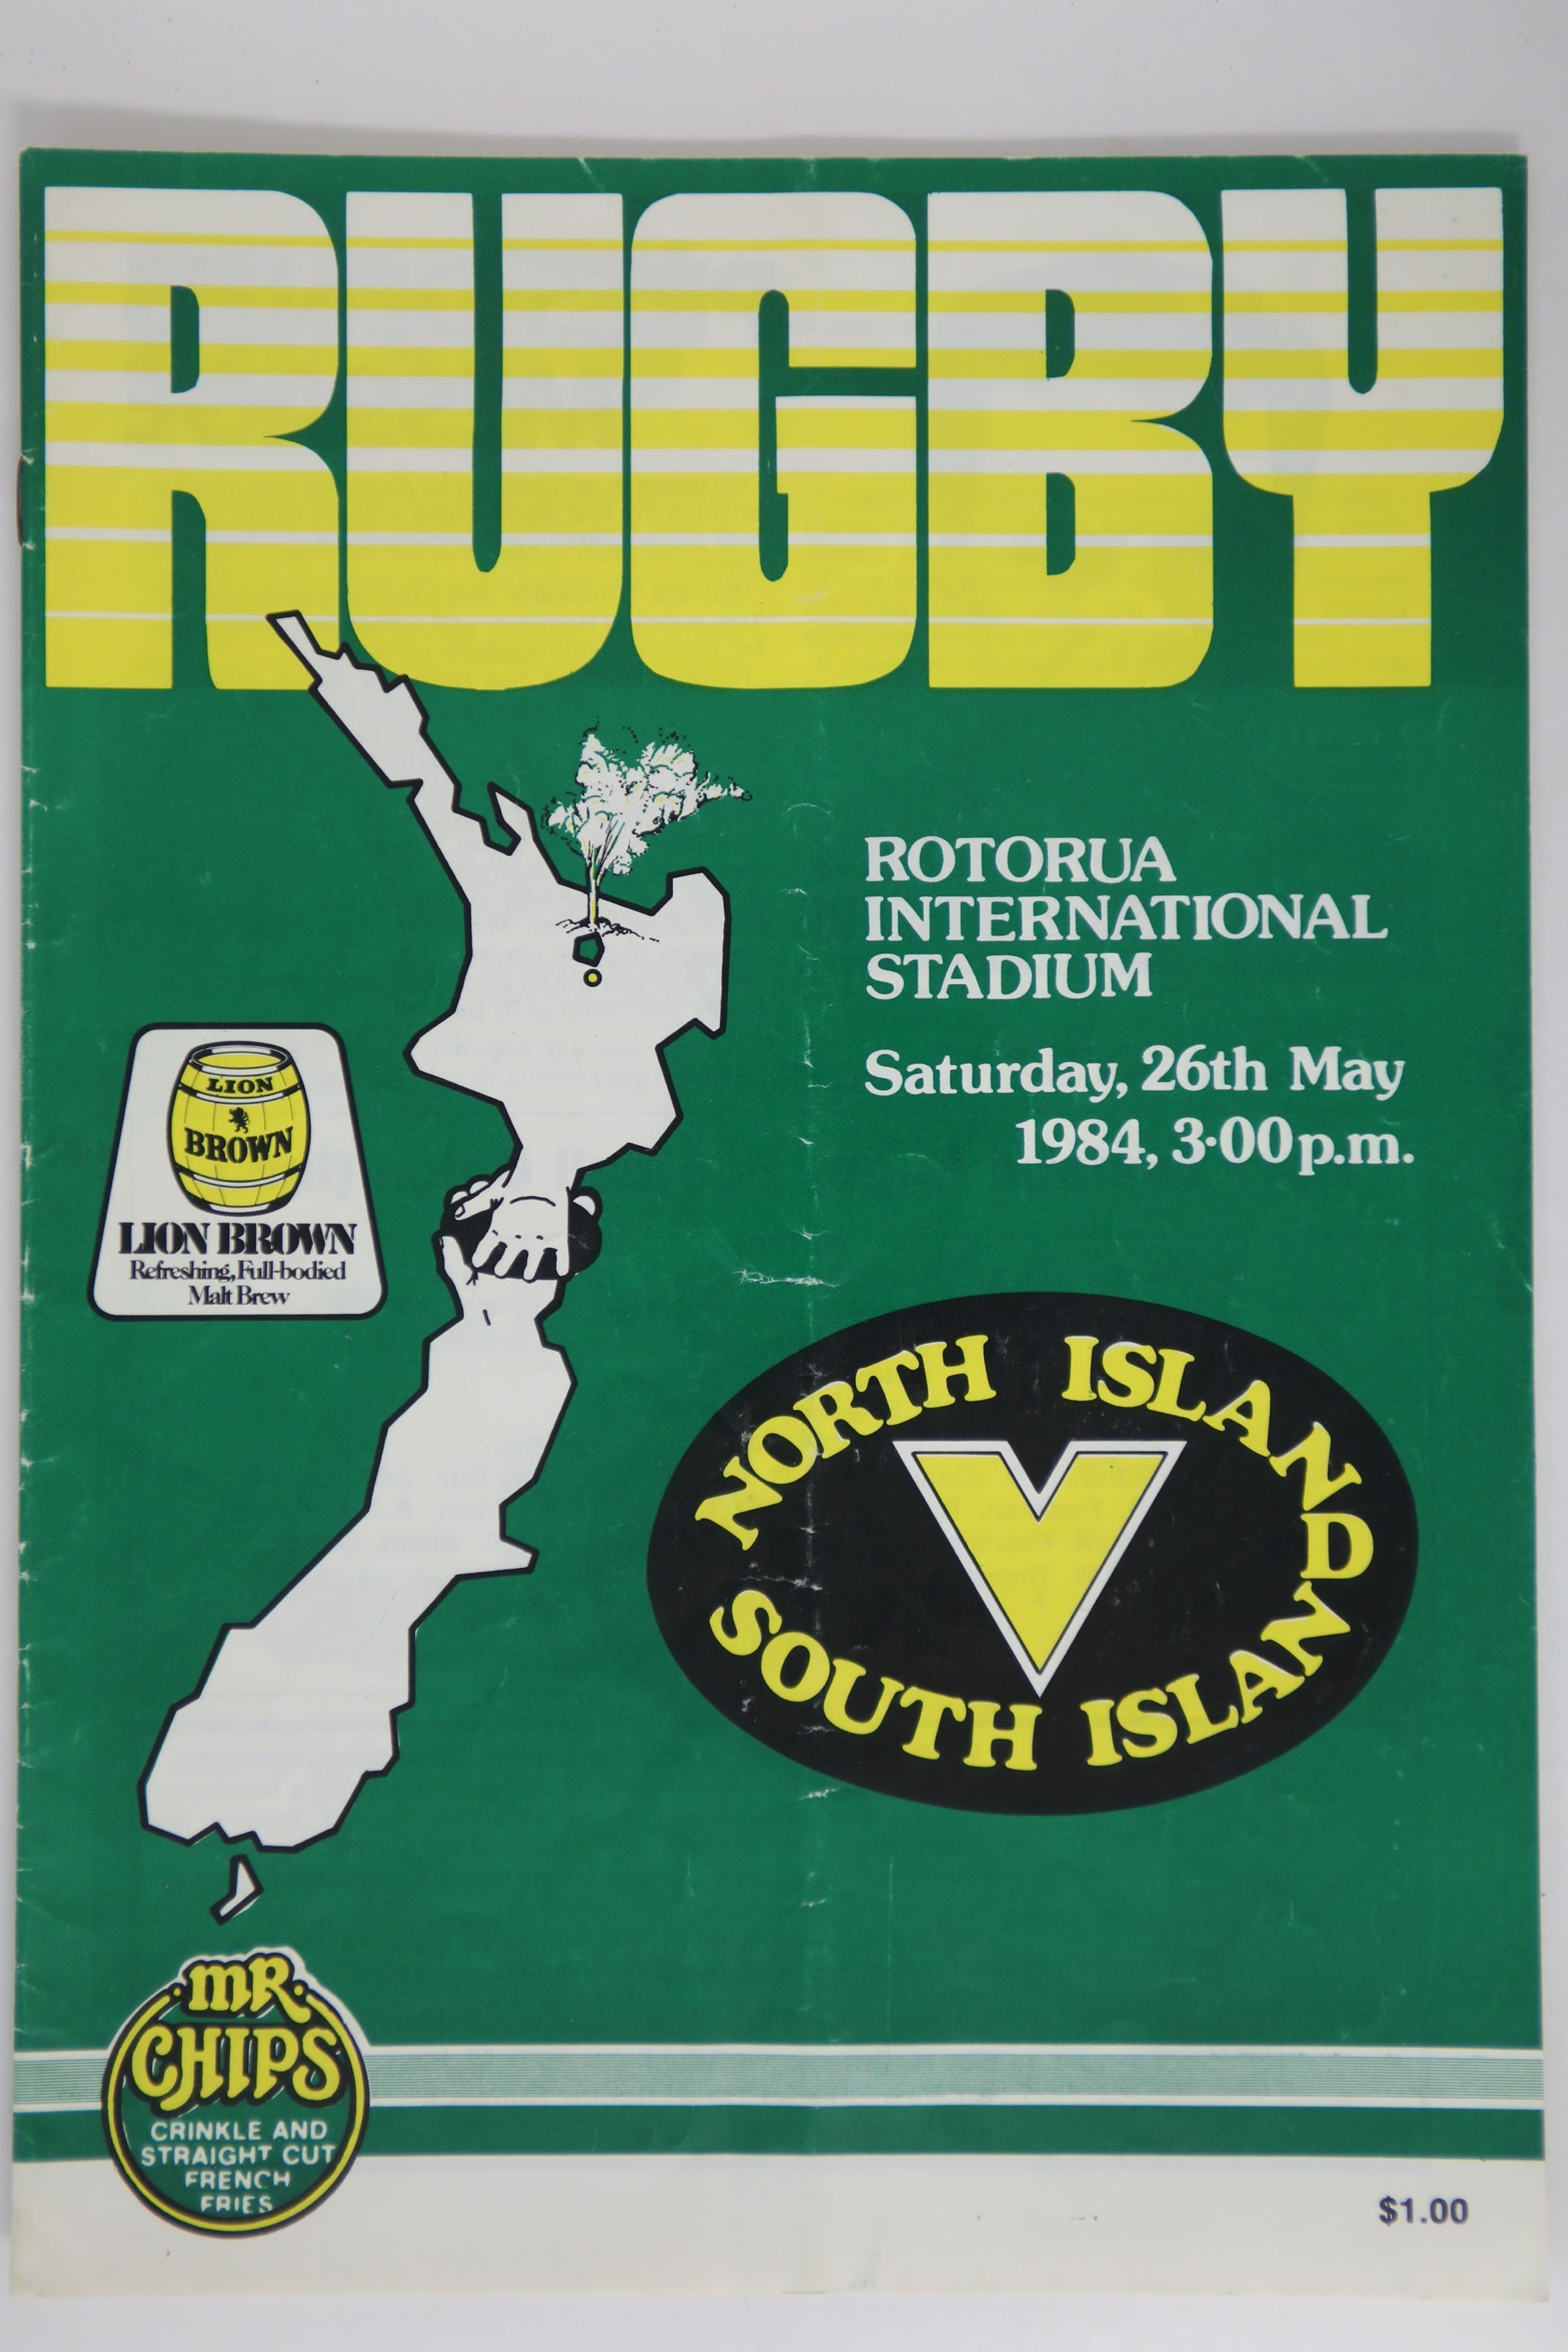 RUGBY
ROTORUA
INTERNATIONAL
STADIUM
Saturday, 26th May
1984, 3·00p.m.
LION
BROWN
LION BROWN
Refreshing, Full-bodied
Malt Brew
NORTH ISLAND
V
SOUTH ISLAND
MR.
CHIPS
CRINKLE AND
STRAIGHT CUT
FRENCH
FRIES
$1.00